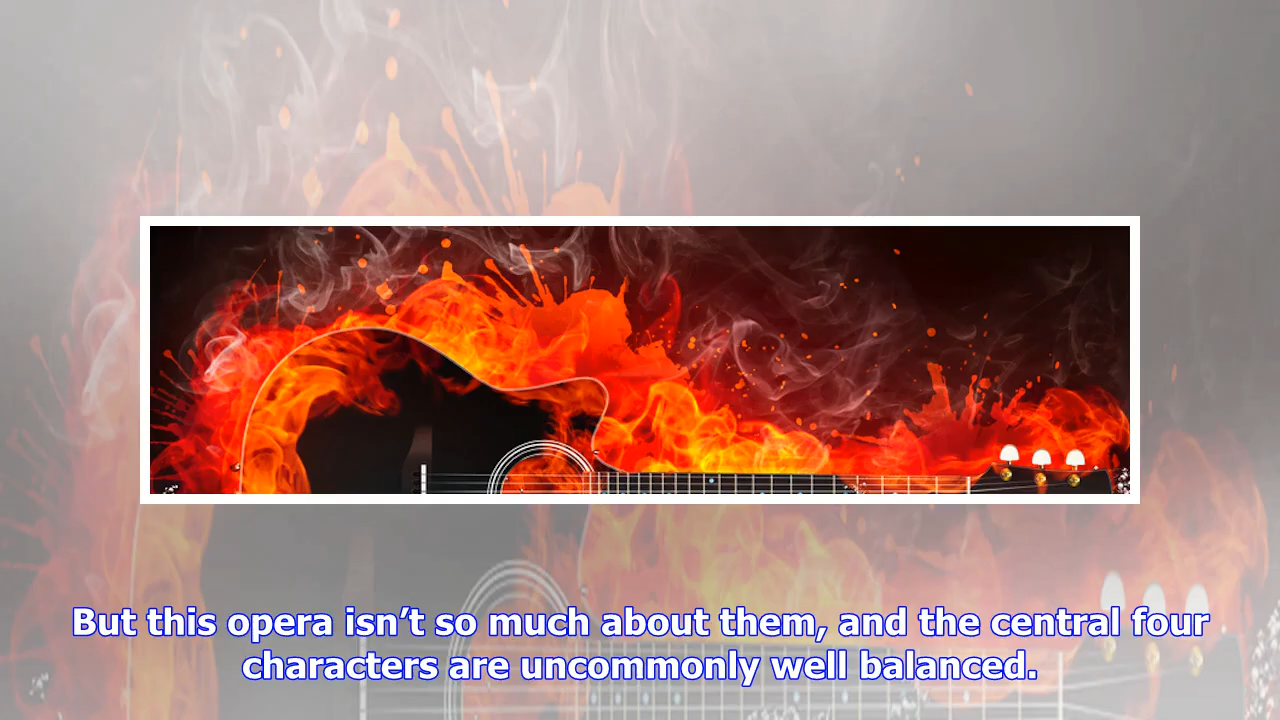 But this opera isn’t so much about them, and the central four
characters are uncommonly well balanced.